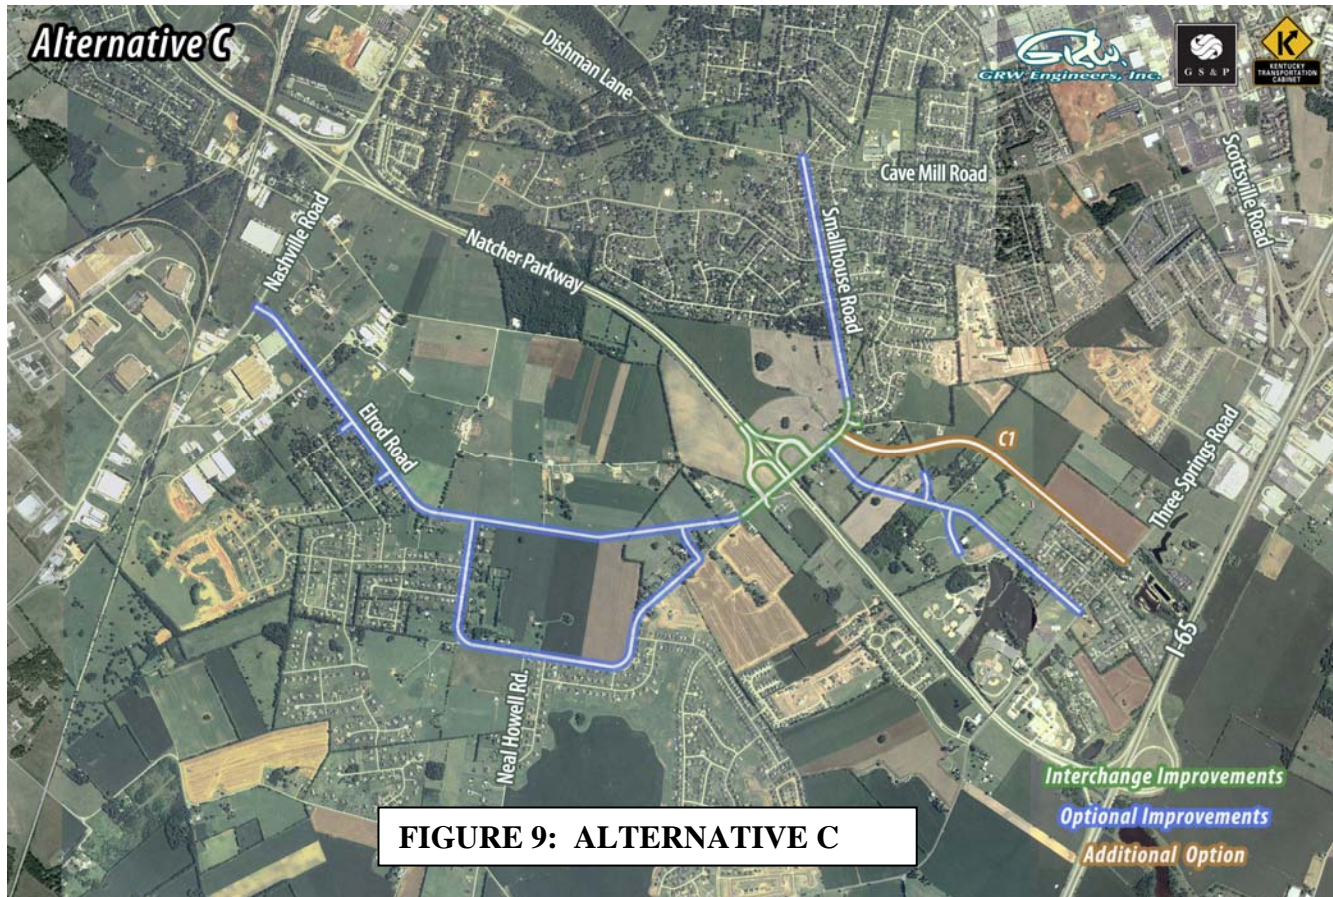 Alternative C
Dishman Lane
GRW
GRW Engineers, Inc.
GS&P
KENTUCKY
TRANSPORTATION
CABINET
Scottsville Road
Cave Mill Road
Nashville Road
Natcher Parkway
Smallhouse Road
Elrod Road
C1
Three Springs Road
I-65
Neal Howell Rd.
Interchange Improvements
Optional Improvements
Additional Option
FIGURE 9: ALTERNATIVE C